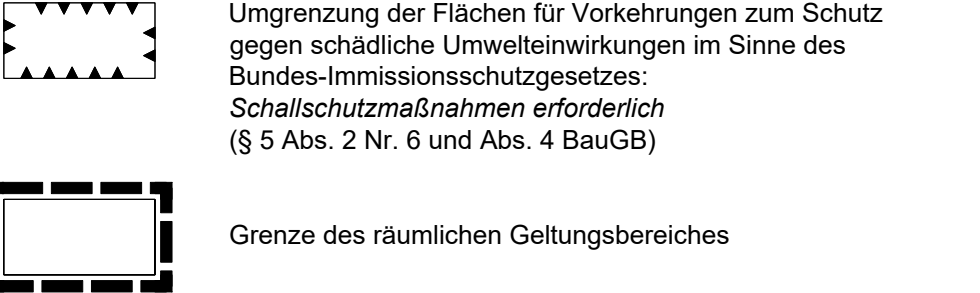 Umgrenzung der Flächen für Vorkehrungen zum Schutz
gegen schädliche Umwelteinwirkungen im Sinne des
Bundes-Immissionsschutzgesetzes:
Schallschutzmaßnahmen erforderlich
(§ 5 Abs. 2 Nr. 6 und Abs. 4 BauGB)
Grenze des räumlichen Geltungsbereiches